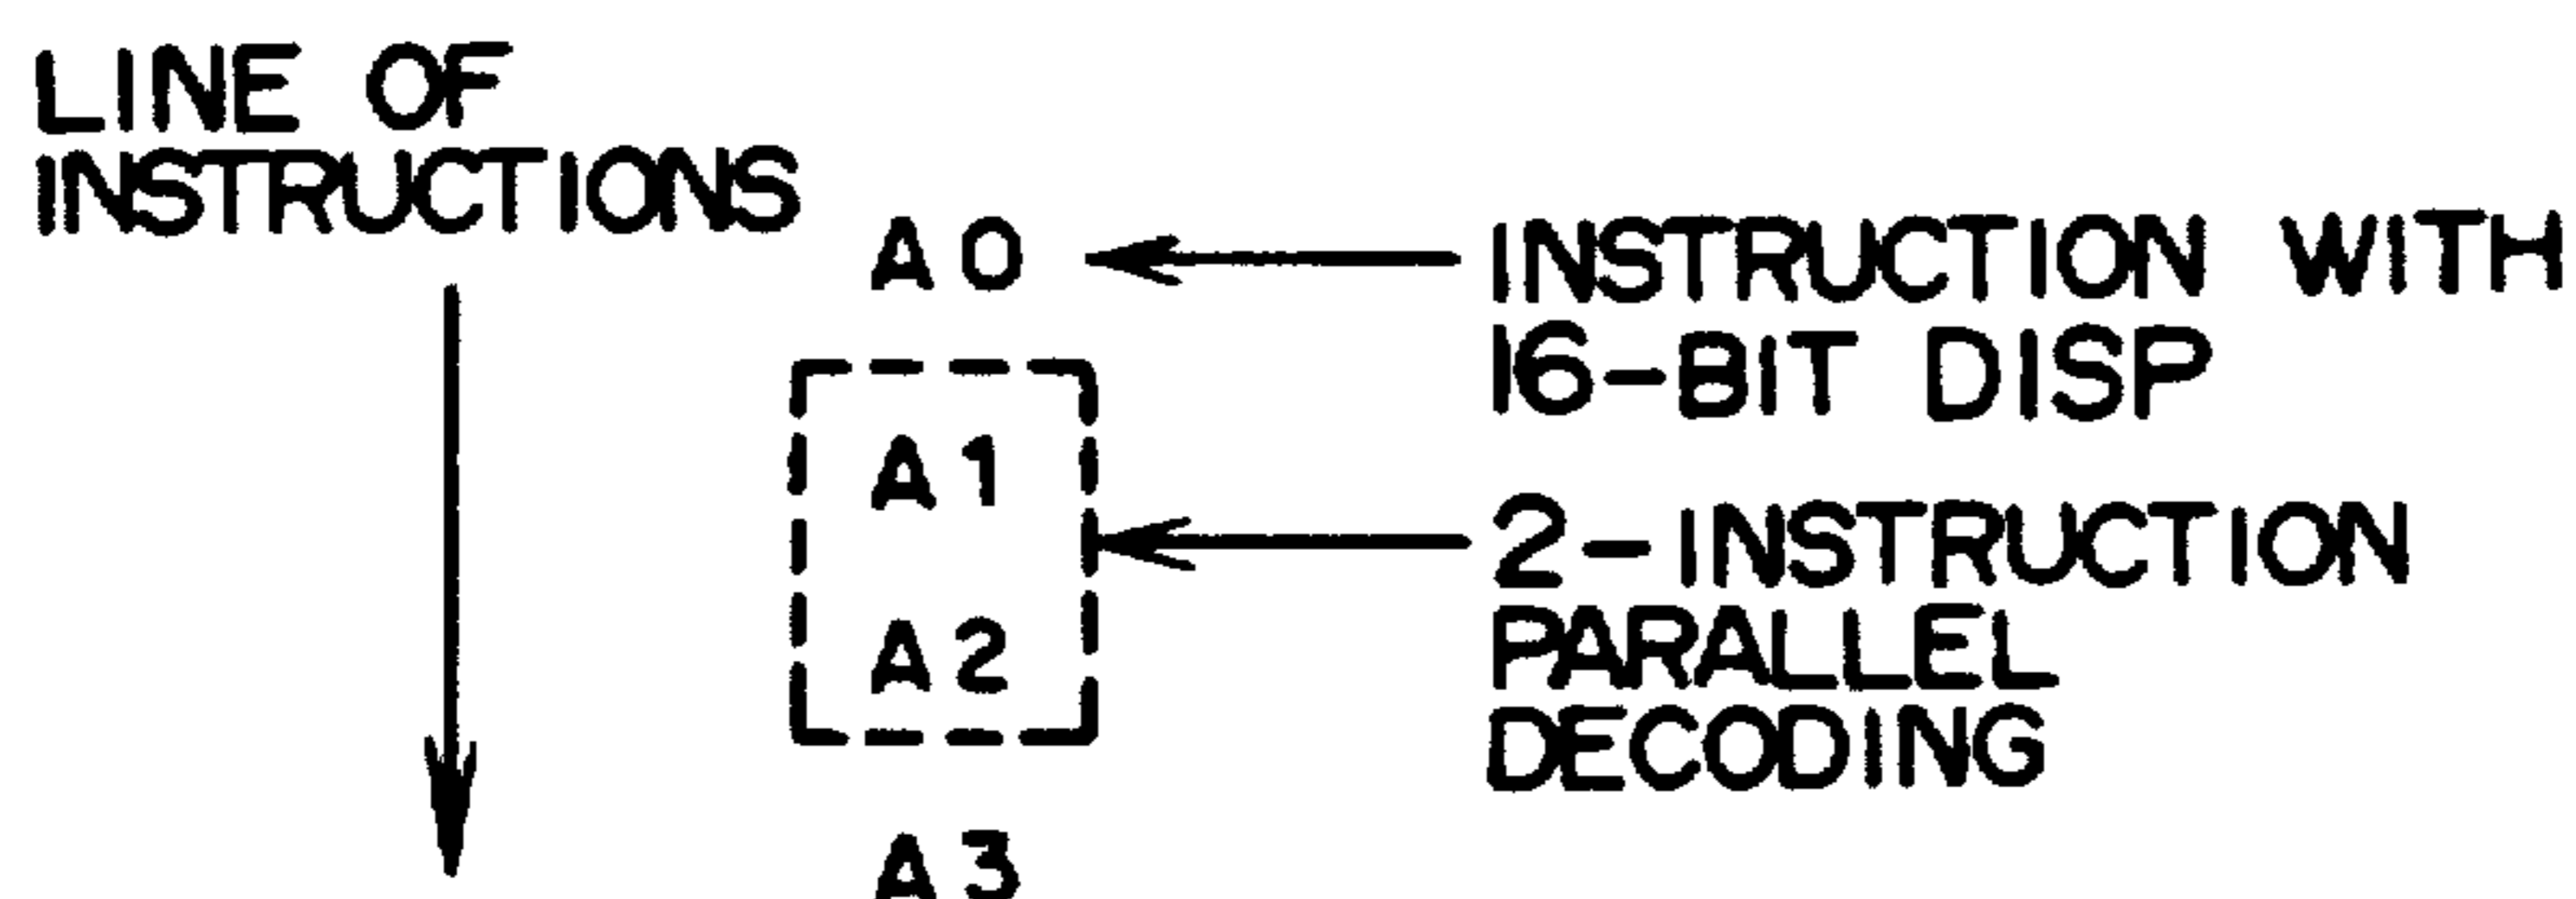 LINE OF
INSTRUCTIONS
A0
INSTRUCTION WITH
16-BIT DISP
A1
2-INSTRUCTION
PARALLEL
DECODING
A2
A3